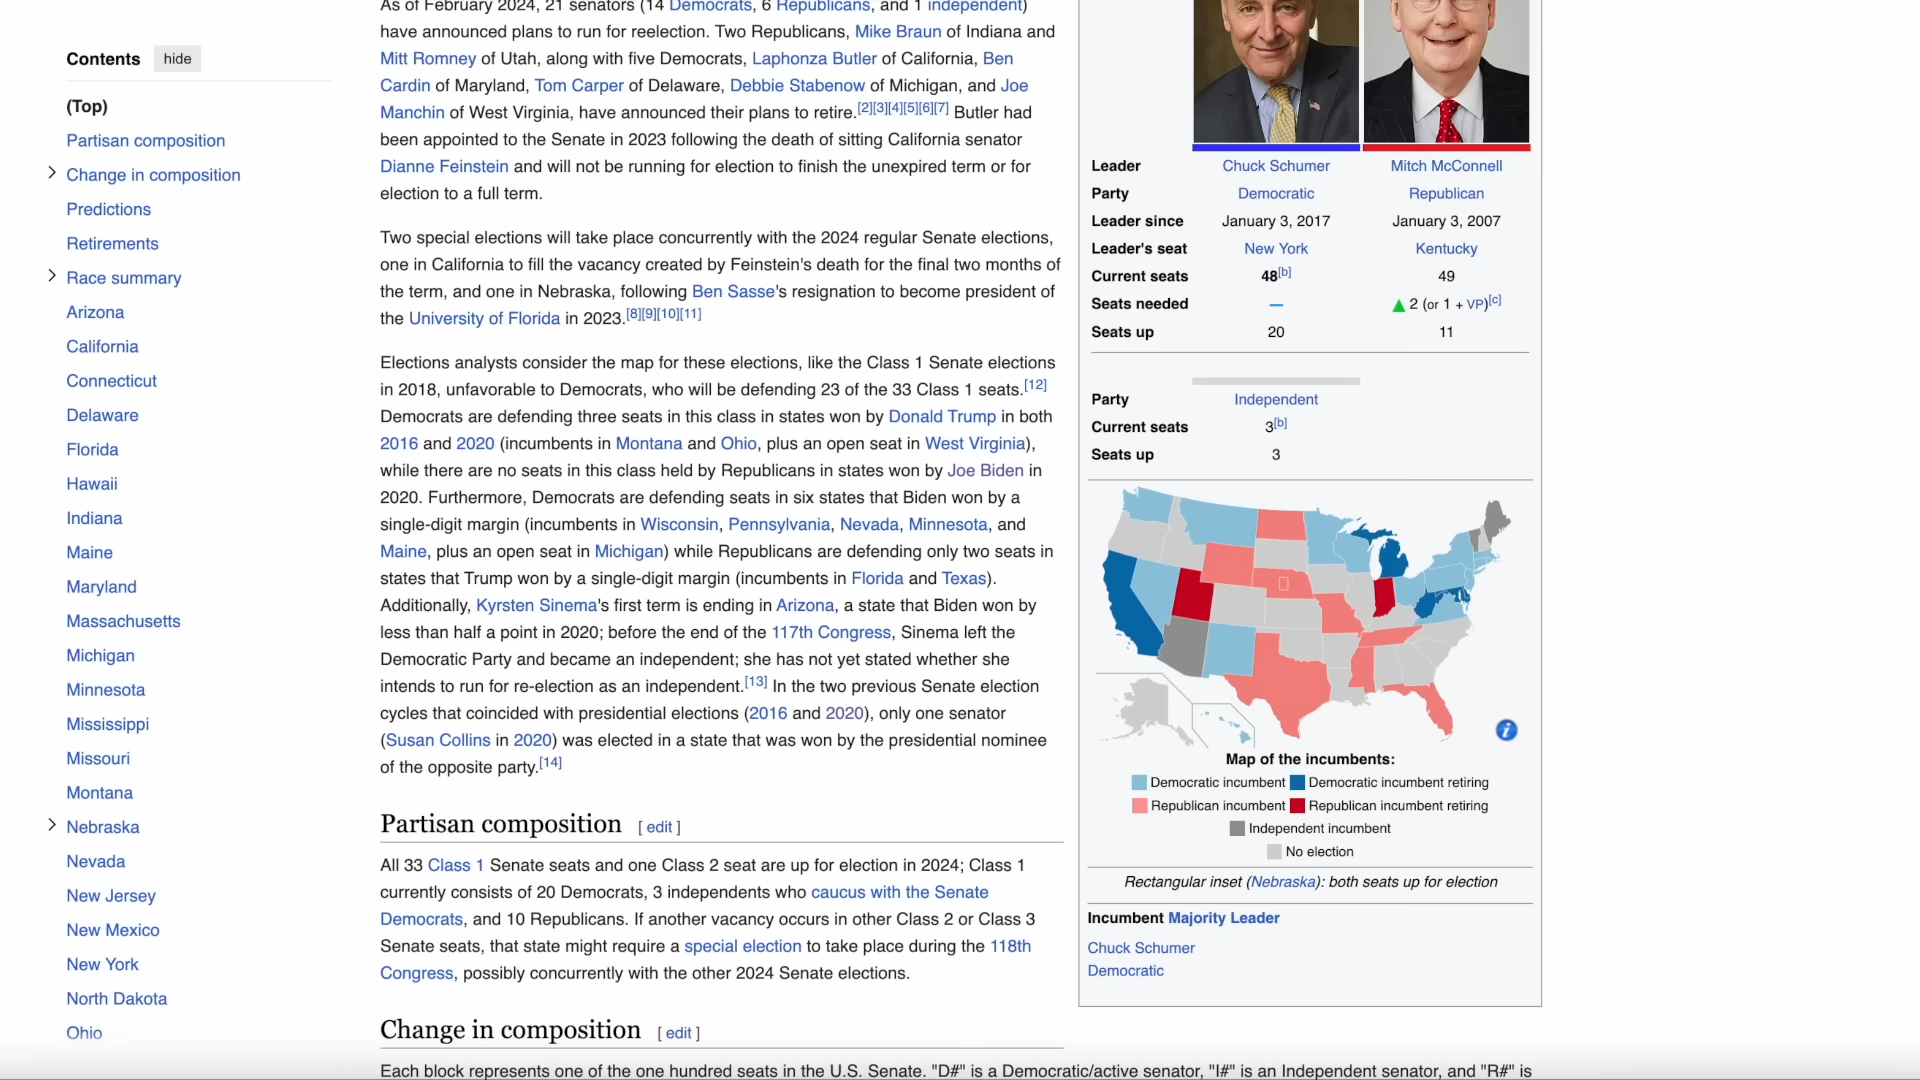 Contents hide
(Top)
Partisan composition
Change in composition
Predictions
Retirements
Race summary
Arizona
California
Connecticut
Delaware
Florida
Hawaii
Indiana
Maine
Maryland
Massachusetts
Michigan
Minnesota
Mississippi
Missouri
Montana
Nebraska
Nevada
New Jersey
New Mexico
New York
North Dakota
Ohio
As of February 2024, 21 senators (14 Democrats, 6 Republicans, and 1 independent)
have announced plans to run for reelection. Two Republicans, Mike Braun of Indiana and
Mitt Romney of Utah, along with five Democrats, Laphonza Butler of California, Ben
Cardin of Maryland, Tom Carper of Delaware, Debbie Stabenow of Michigan, and Joe
Manchin of West Virginia, have announced their plans to retire.[2][3][4][5][6][7] Butler had
been appointed to the Senate in 2023 following the death of sitting California senator
Dianne Feinstein and will not be running for election to finish the unexpired term or for
election to a full term.
Two special elections will take place concurrently with the 2024 regular Senate elections,
one in California to fill the vacancy created by Feinstein's death for the final two months of
the term, and one in Nebraska, following Ben Sasse's resignation to become president of
the University of Florida in 2023.[8][9][10][11]
Elections analysts consider the map for these elections, like the Class 1 Senate elections
in 2018, unfavorable to Democrats, who will be defending 23 of the 33 Class 1 seats.[12]
Democrats are defending three seats in this class in states won by Donald Trump in both
2016 and 2020 (incumbents in Montana and Ohio, plus an open seat in West Virginia),
while there are no seats in this class held by Republicans in states won by Joe Biden in
2020. Furthermore, Democrats are defending seats in six states that Biden won by a
single-digit margin (incumbents in Wisconsin, Pennsylvania, Nevada, Minnesota, and
Maine, plus an open seat in Michigan) while Republicans are defending only two seats in
states that Trump won by a single-digit margin (incumbents in Florida and Texas).
Additionally, Kyrsten Sinema's first term is ending in Arizona, a state that Biden won by
less than half a point in 2020; before the end of the 117th Congress, Sinema left the
Democratic Party and became an independent; she has not yet stated whether she
intends to run for re-election as an independent.[13] In the two previous Senate election
cycles that coincided with presidential elections (2016 and 2020), only one senator
(Susan Collins in 2020) was elected in a state that was won by the presidential nominee
of the opposite party.[14]
Partisan composition [ edit ]
All 33 Class 1 Senate seats and one Class 2 seat are up for election in 2024; Class 1
currently consists of 20 Democrats, 3 independents who caucus with the Senate
Democrats, and 10 Republicans. If another vacancy occurs in other Class 2 or Class 3
Senate seats, that state might require a special election to take place during the 118th
Congress, possibly concurrently with the other 2024 Senate elections.
Change in composition [ edit ]
Each block represents one of the one hundred seats in the U.S. Senate. "D#" is a Democratic/active senator, "I#" is an Independent senator, and "R#" is
Leader Chuck Schumer Mitch McConnell
Party Democratic Republican
Leader since January 3, 2017 January 3, 2007
Leader's seat New York Kentucky
Current seats 48[b] 49
Seats needed — ▲ 2 (or 1 + VP)[c]
Seats up 20 11
Party Independent
Current seats 3[b]
Seats up 3
i
Map of the incumbents:
Democratic incumbent Democratic incumbent retiring
Republican incumbent Republican incumbent retiring
Independent incumbent
No election
Rectangular inset (Nebraska): both seats up for election
Incumbent Majority Leader
Chuck Schumer
Democratic